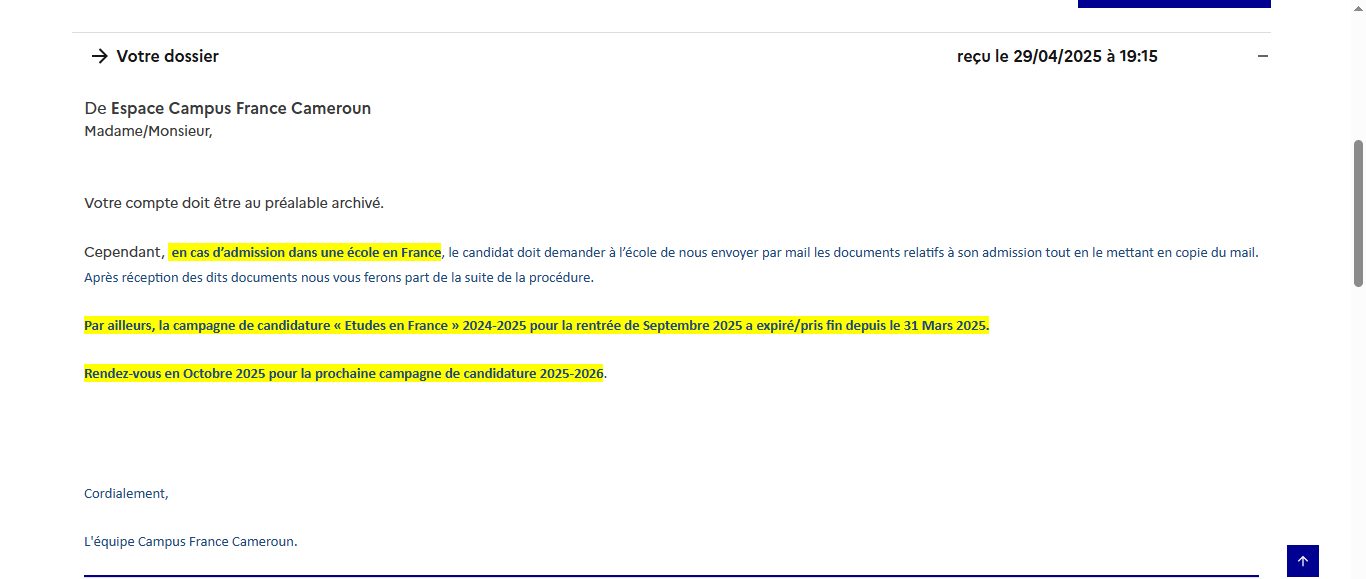 → Votre dossier reçu le 29/04/2025 à 19:15 –
De Espace Campus France Cameroun
Madame/Monsieur,
Votre compte doit être au préalable archivé.
Cependant, en cas d’admission dans une école en France, le candidat doit demander à l’école de nous envoyer par mail les documents relatifs à son admission tout en le mettant en copie du mail.
Après réception des dits documents nous vous ferons part de la suite de la procédure.
Par ailleurs, la campagne de candidature « Etudes en France » 2024-2025 pour la rentrée de Septembre 2025 a expiré/pris fin depuis le 31 Mars 2025.
Rendez-vous en Octobre 2025 pour la prochaine campagne de candidature 2025-2026.
Cordialement,
L'équipe Campus France Cameroun.